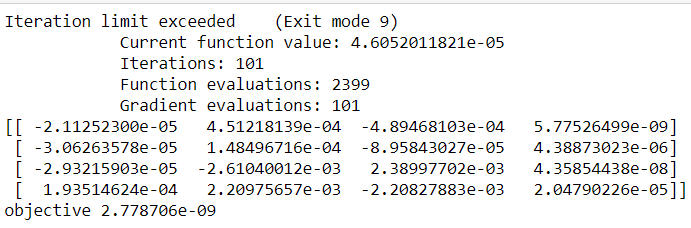 Iteration limit exceeded    (Exit mode 9)
            Current function value: 4.6052011821e-05
            Iterations: 101
            Function evaluations: 2399
            Gradient evaluations: 101
[[ -2.11252300e-05   4.51218139e-04  -4.89468103e-04   5.77526499e-09]
 [ -3.06263578e-05   1.48496716e-04  -8.95843027e-05   4.38873023e-06]
 [ -2.93215903e-05  -2.61040012e-03   2.38997702e-03   4.35854438e-08]
 [  1.93514624e-04   2.20975657e-03  -2.20827883e-03   2.04790226e-05]]
objective 2.778706e-09